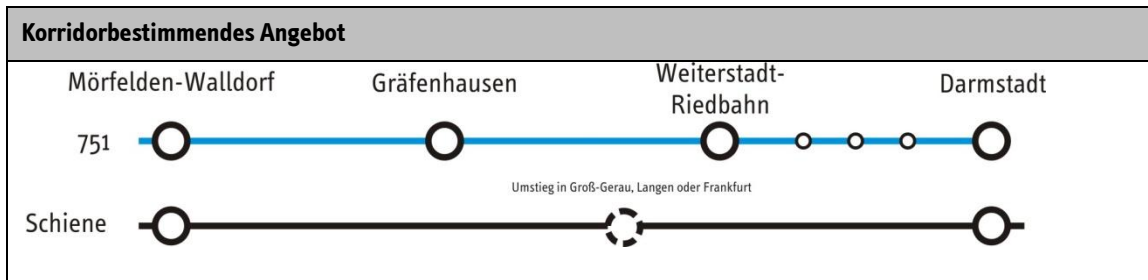 Korridorbestimmendes Angebot
Mörfelden-Walldorf
Gräfenhausen
Weiterstadt-
Riedbahn
Darmstadt
751
Umstieg in Groß-Gerau, Langen oder Frankfurt
Schiene